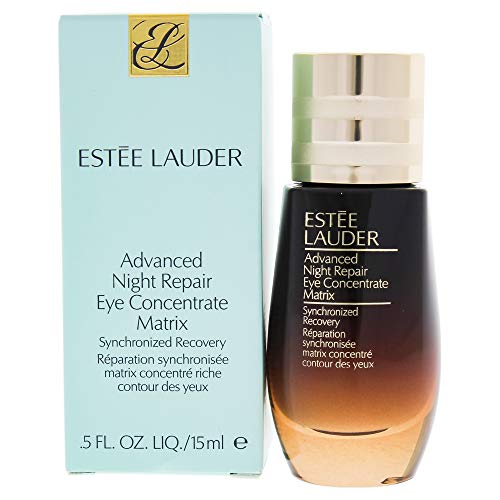 EL
ESTĒE LAUDER
Advanced
Night Repair
Eye Concentrate
Matrix
Synchronized Recovery
Réparation synchronisée
matrix concentré riche
contour des yeux
.5 FL. OZ. LIQ./15 ml e
ESTĒE
LAUDER
Advanced
Night Repair
Eye Concentrate
Matrix
Synchronized
Recovery
Réparation
synchronisée
matrix concentré
contour des yeux